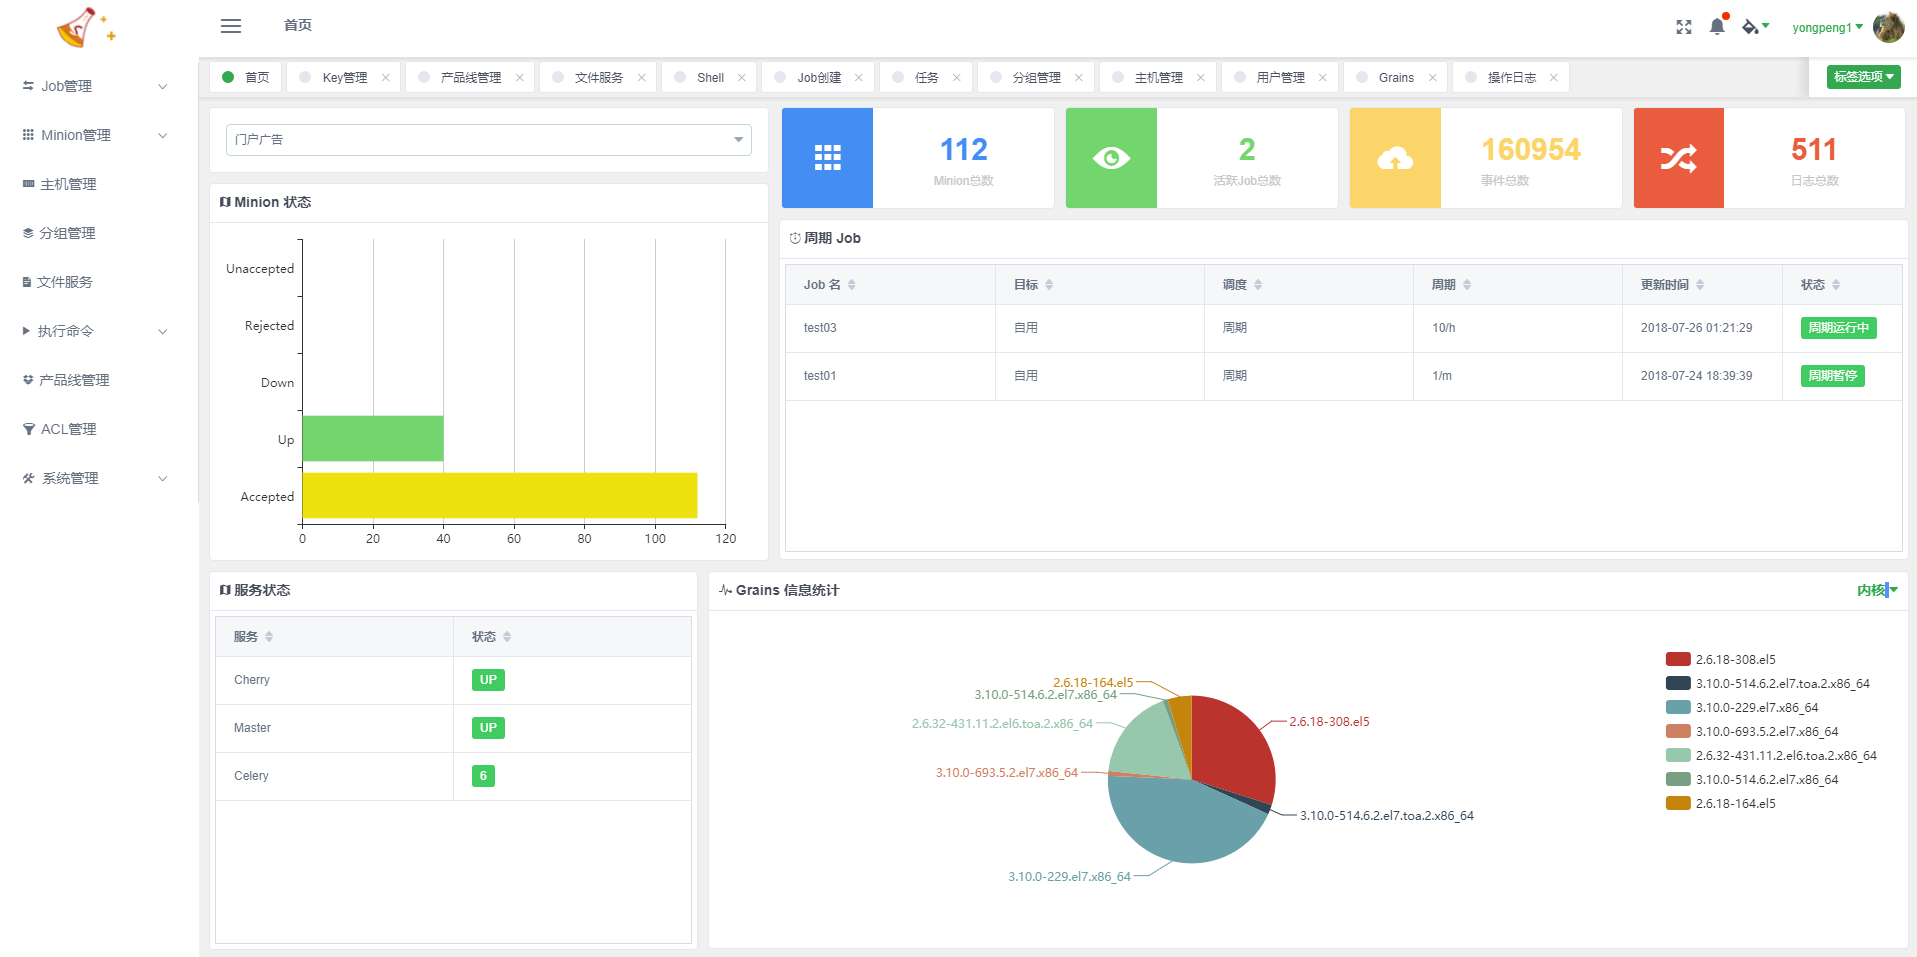 首页
yongpeng1
Job管理
Minion管理
主机管理
分组管理
文件服务
执行命令
产品线管理
ACL管理
系统管理
首页 Key管理 产品线管理 文件服务 Shell Job创建 任务 分组管理 主机管理 用户管理 Grains 操作日志 标签选项
门户广告
112
Minion总数
2
活跃Job总数
160954
事件总数
511
日志总数
Minion 状态
Unaccepted
Rejected
Down
Up
Accepted
0 20 40 60 80 100 120
周期 Job
Job 名 目标 调度 周期 更新时间 状态
test03 自用 周期 10/h 2018-07-26 01:21:29 周期运行中
test01 自用 周期 1/m 2018-07-24 18:39:39 周期暂停
服务状态
服务 状态
Cherry UP
Master UP
Celery 6
Grains 信息统计
内核
2.6.18-164.el5
3.10.0-514.6.2.el7.x86_64
2.6.32-431.11.2.el6.toa.2.x86_64
3.10.0-693.5.2.el7.x86_64
3.10.0-229.el7.x86_64
2.6.18-308.el5
3.10.0-514.6.2.el7.toa.2.x86_64
2.6.18-308.el5
3.10.0-514.6.2.el7.toa.2.x86_64
3.10.0-229.el7.x86_64
3.10.0-693.5.2.el7.x86_64
2.6.32-431.11.2.el6.toa.2.x86_64
3.10.0-514.6.2.el7.x86_64
2.6.18-164.el5